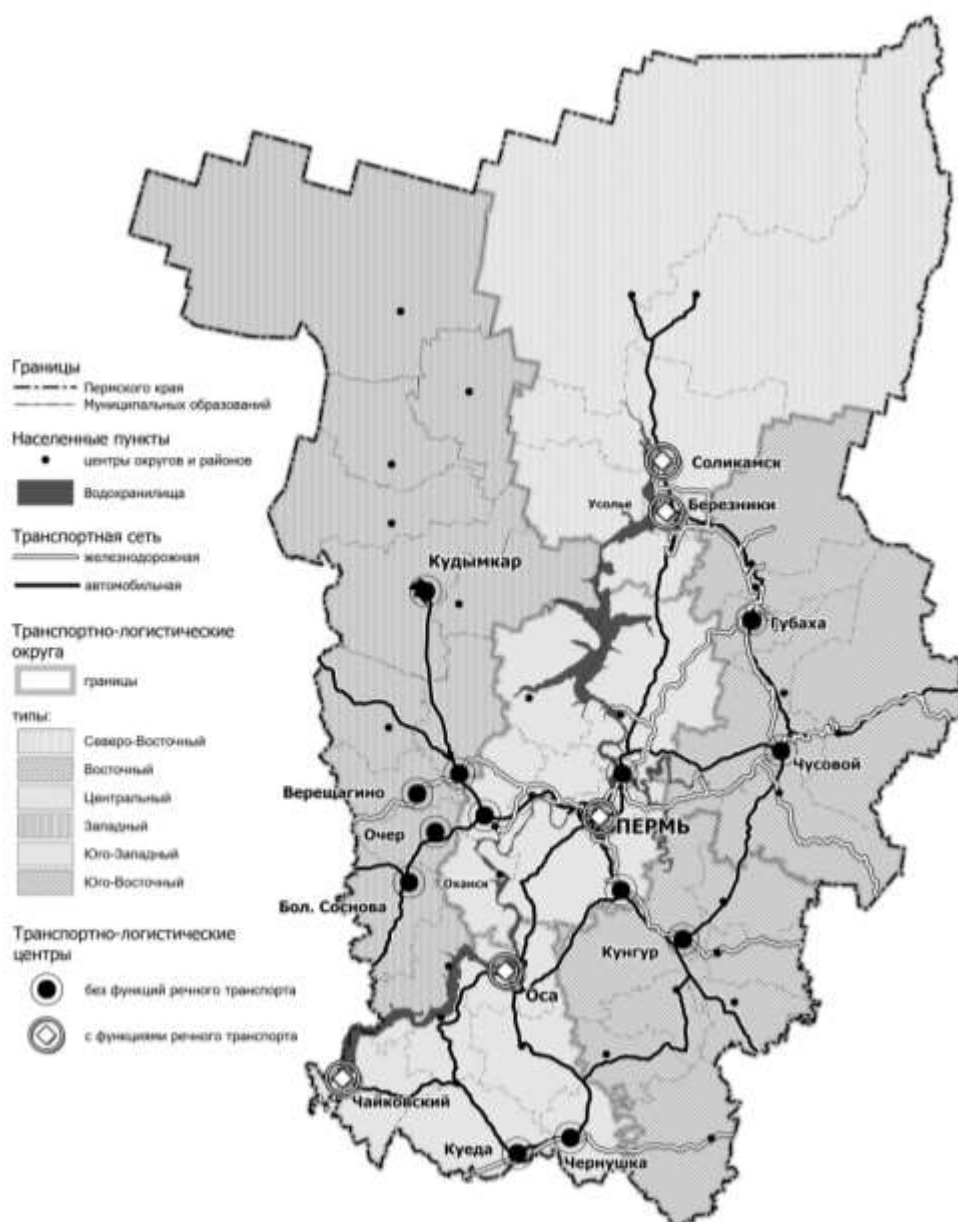 Границы
Пермского края
Муниципальных образований
Населенные пункты
центры округов и районов
Водохранилища
Транспортная сеть
железнодорожная
автомобильная
Транспортно-логистические
округа
границы
типы:
Северо-Восточный
Восточный
Центральный
Западный
Юго-Западный
Юго-Восточный
Транспортно-логистические
центры
без функций речного транспорта
с функциями речного транспорта
Соликамск
Усолье
Березники
Кудымкар
Губаха
Чусовой
Верещагино
ПЕРМЬ
Очер
Оханск
Бол. Соснова
Кунгур
Оса
Чайковский
Куеда
Чернушка